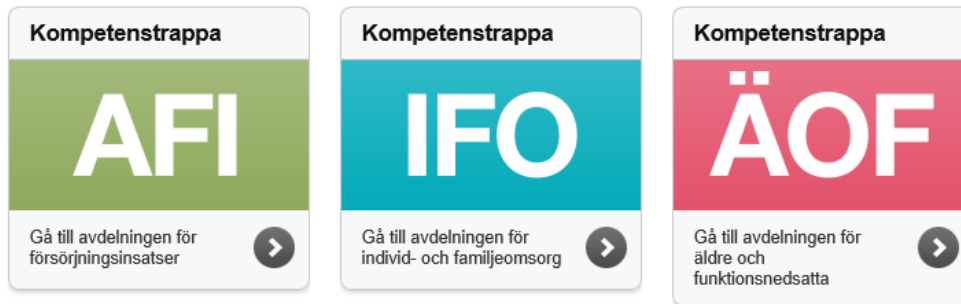 Kompetenstrappa
AFI
Gå till avdelningen för
försörjningsinsatser
Kompetenstrappa
IFO
Gå till avdelningen för
individ- och familjeomsorg
Kompetenstrappa
ÄOF
Gå till avdelningen för
äldre och
funktionsnedsatta